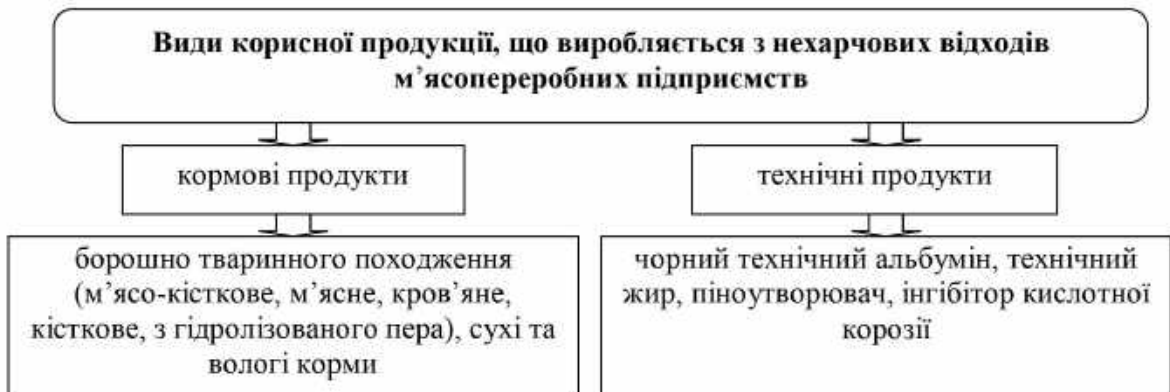 Види корисної продукції, що виробляється з нехарчових відходів
м’ясопереробних підприємств
кормові продукти
технічні продукти
борошно тваринного походження
(м’ясо-кісткове, м’ясне, кров’яне,
кісткове, з гідролізованого пера), сухі та
вологі корми
чорний технічний альбумін, технічний
жир, піноутворювач, інгібітор кислотної
корозії